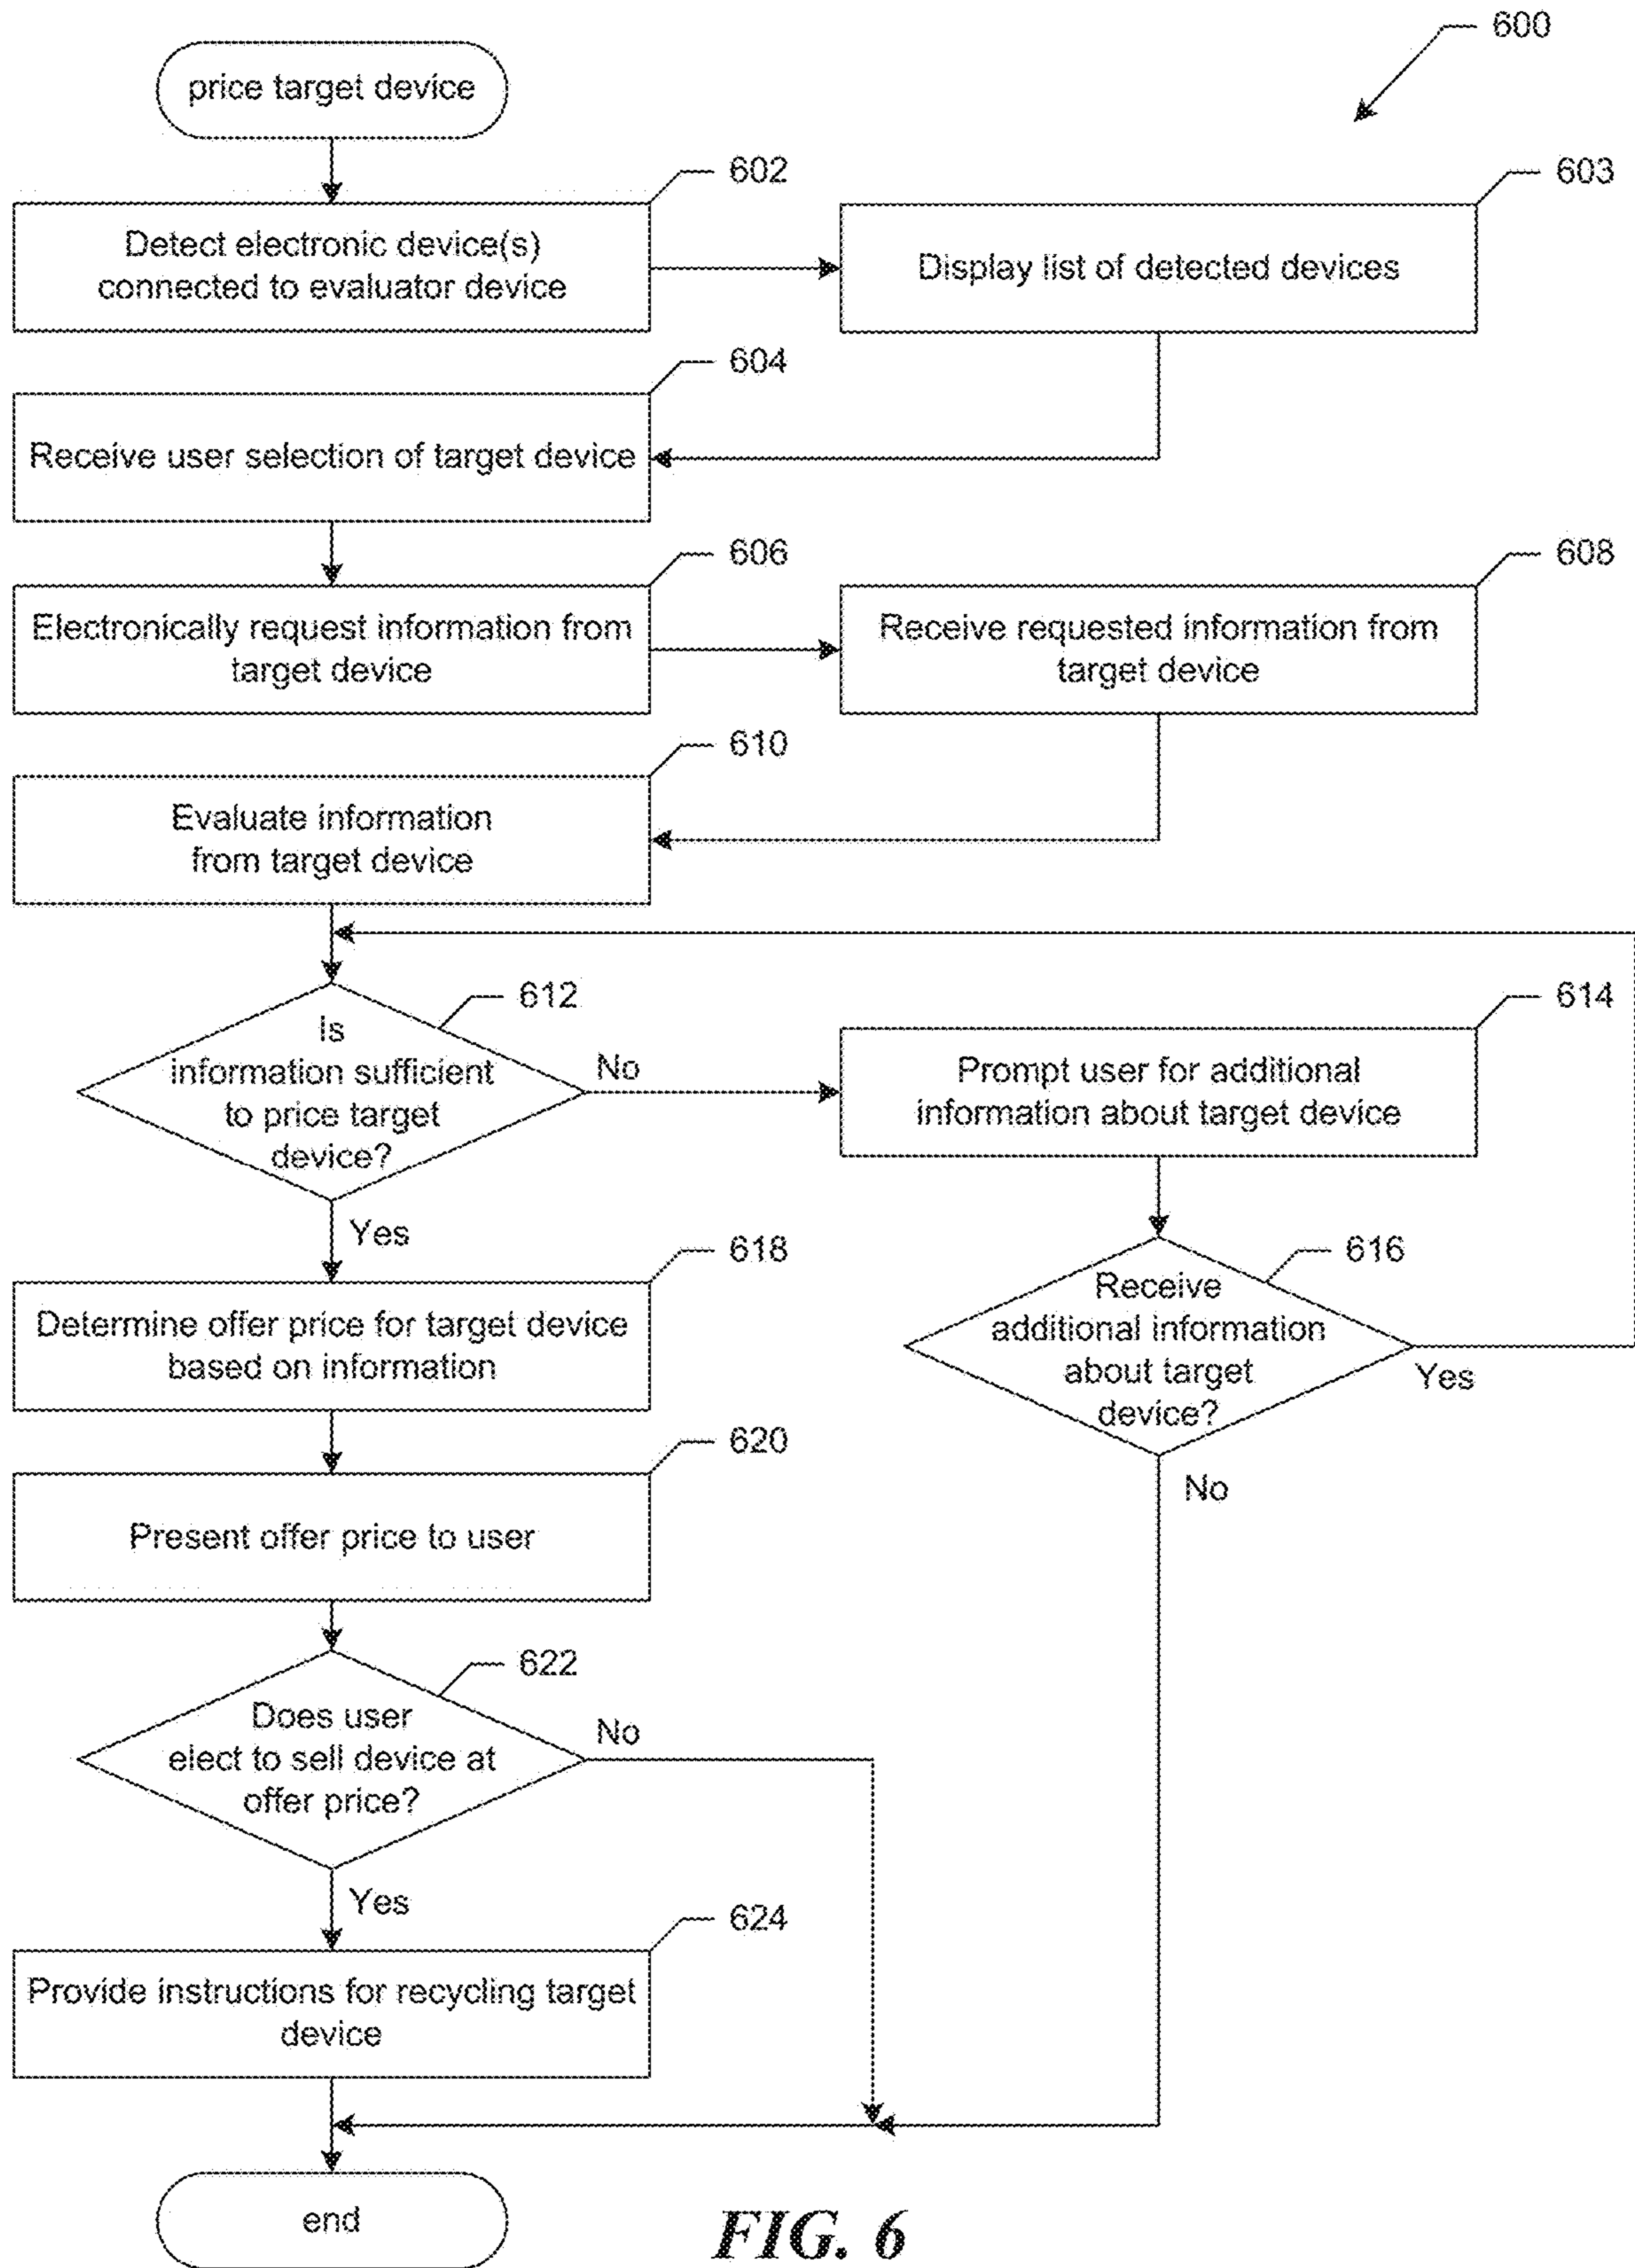 600
price target device
602
603
Detect electronic device(s)
connected to evaluator device
Display list of detected devices
604
Receive user selection of target device
606
608
Electronically request information from
target device
Receive requested information from
target device
610
Evaluate information
from target device
612
Is
information sufficient
to price target
device?
No
614
Prompt user for additional
information about target device
Yes
616
Receive
additional information
about target
device?
Yes
No
618
Determine offer price for target device
based on information
620
Present offer price to user
622
Does user
elect to sell device at
offer price?
No
Yes
624
Provide instructions for recycling target
device
end
FIG. 6